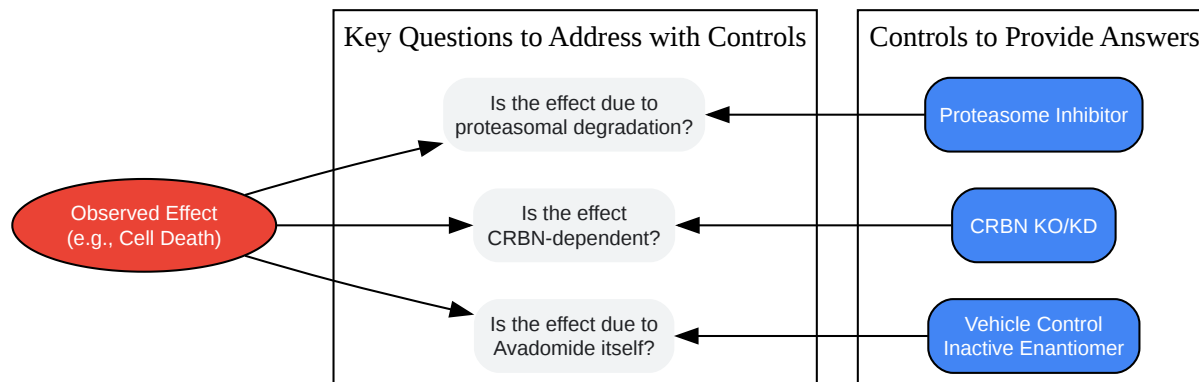 Key Questions to Address with Controls
Controls to Provide Answers
Is the effect due to
proteasomal degradation?
Proteasome Inhibitor
Observed Effect
(e.g., Cell Death)
Is the effect
CRBN-dependent?
CRBN KO/KD
Is the effect due to
Avadomide itself?
Vehicle Control
Inactive Enantiomer